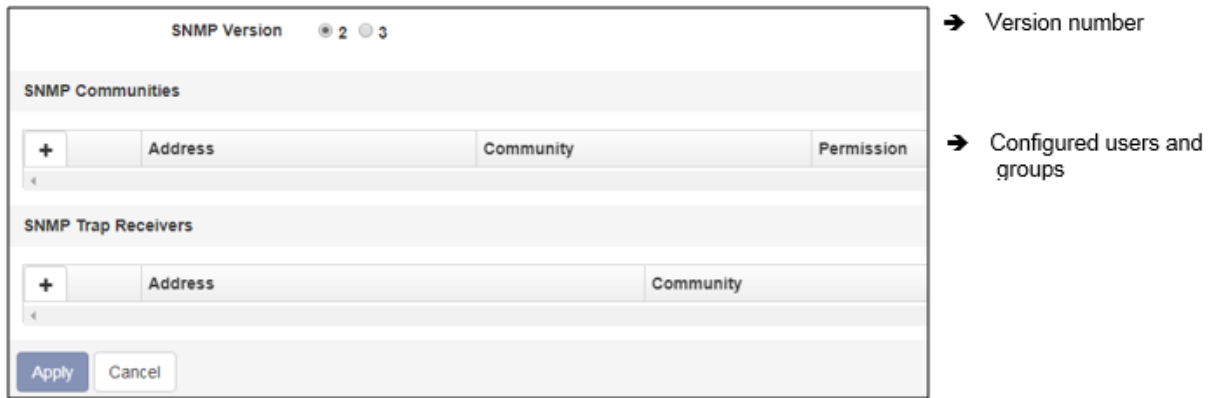 SNMP Version 2 3
➔ Version number
SNMP Communities
+ Address Community Permission
➔ Configured users and
groups
SNMP Trap Receivers
+ Address Community
Apply Cancel